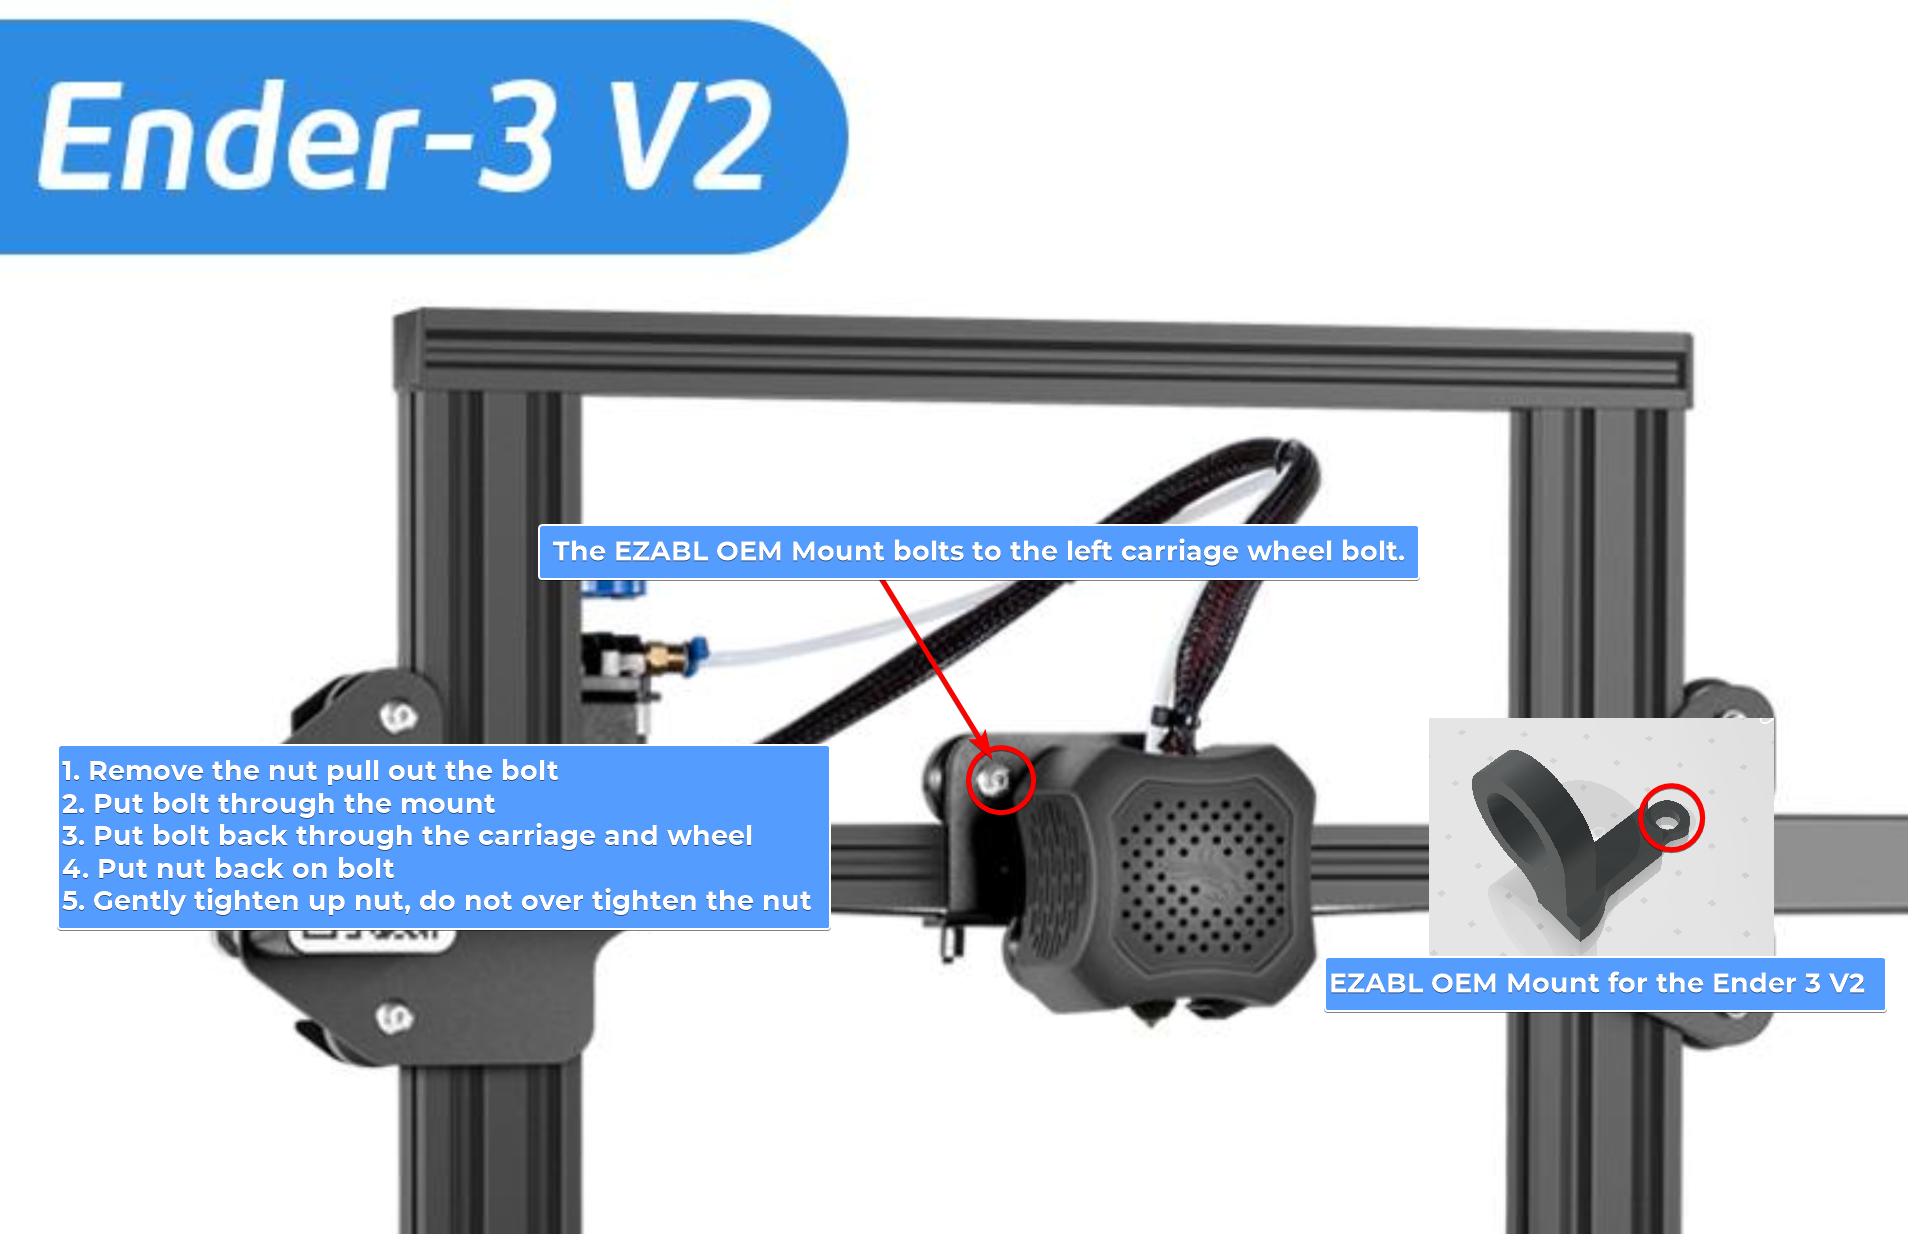 Ender-3 V2
The EZABL OEM Mount bolts to the left carriage wheel bolt.
1. Remove the nut pull out the bolt
2. Put bolt through the mount
3. Put bolt back through the carriage and wheel
4. Put nut back on bolt
5. Gently tighten up nut, do not over tighten the nut
EZABL OEM Mount for the Ender 3 V2